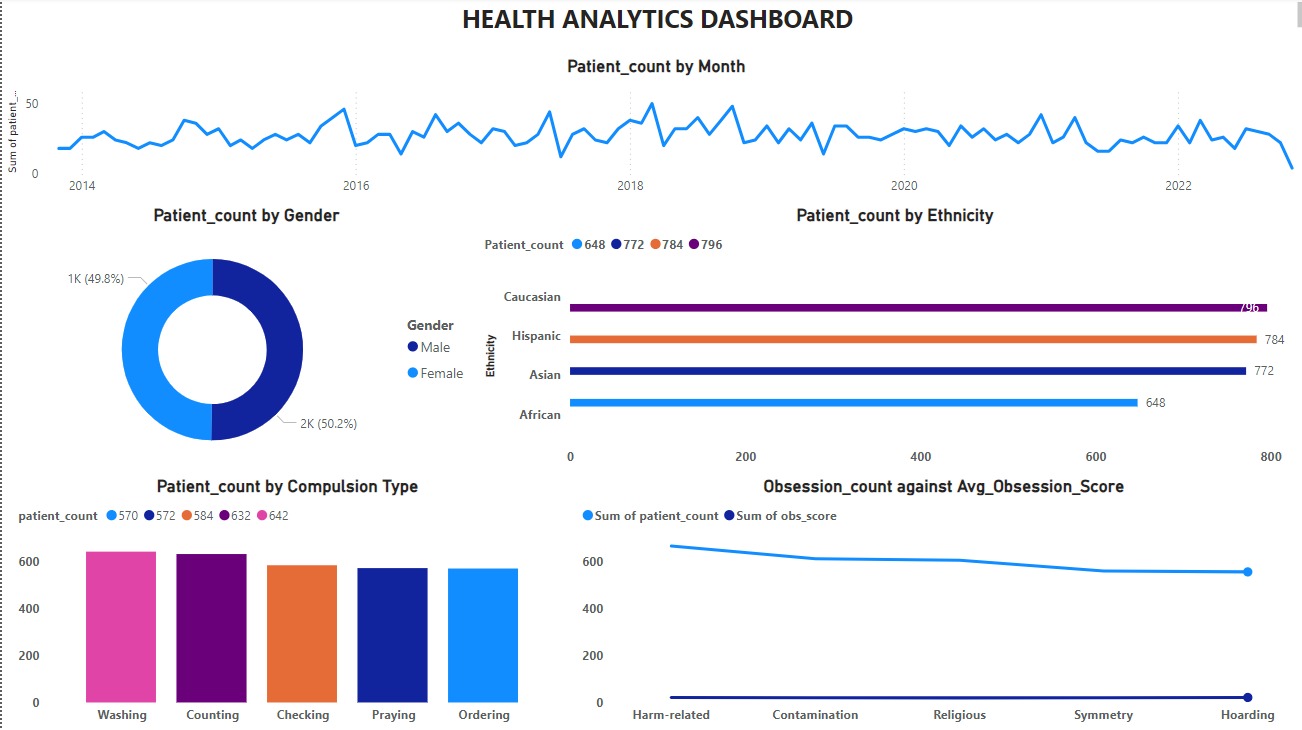 HEALTH ANALYTICS DASHBOARD
Patient_count by Month
Sum of patient_...
50
0
2014 2016 2018 2020 2022
Patient_count by Gender
1K (49.8%)
2K (50.2%)
Gender
Male
Female
Patient_count by Ethnicity
Patient_count 648 772 784 796
Ethnicity
Caucasian 796
Hispanic 784
Asian 772
African 648
0 200 400 600 800
Patient_count by Compulsion Type
patient_count 570 572 584 632 642
600
400
200
0
Washing Counting Checking Praying Ordering
Obsession_count against Avg_Obsession_Score
Sum of patient_count Sum of obs_score
600
400
200
0
Harm-related Contamination Religious Symmetry Hoarding